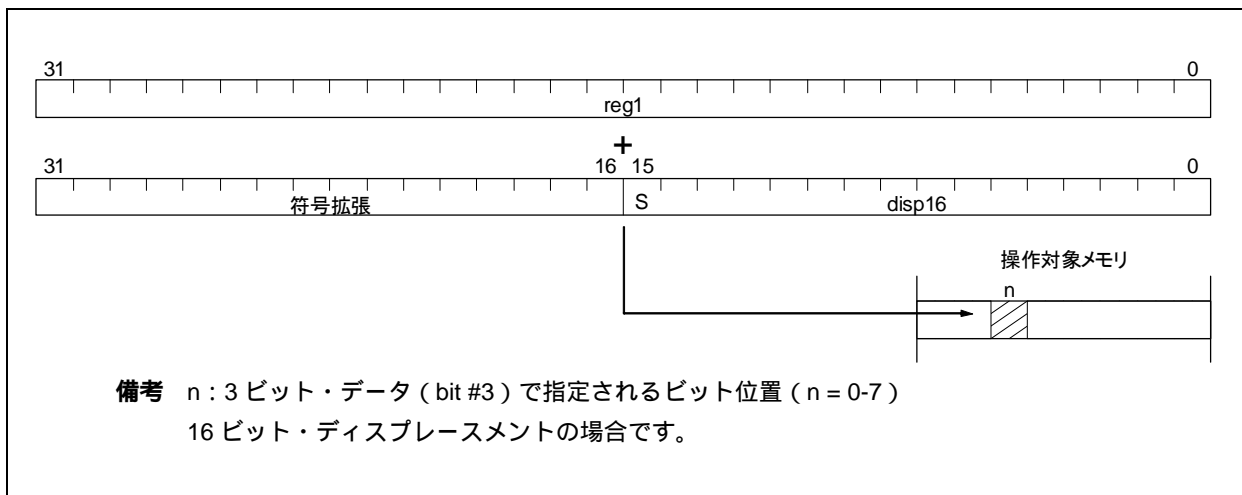 31 0
reg1
+
31 16 15 0
符号拡張 S disp16
操作対象メモリ
n
備考 n：3 ビット・データ（bit #3）で指定されるビット位置（n = 0-7）
16 ビット・ディスプレースメントの場合です。